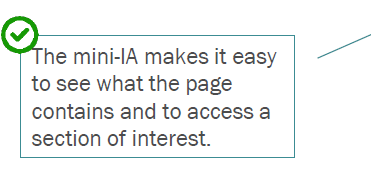 The mini-IA makes it easy
to see what the page
contains and to access a
section of interest.